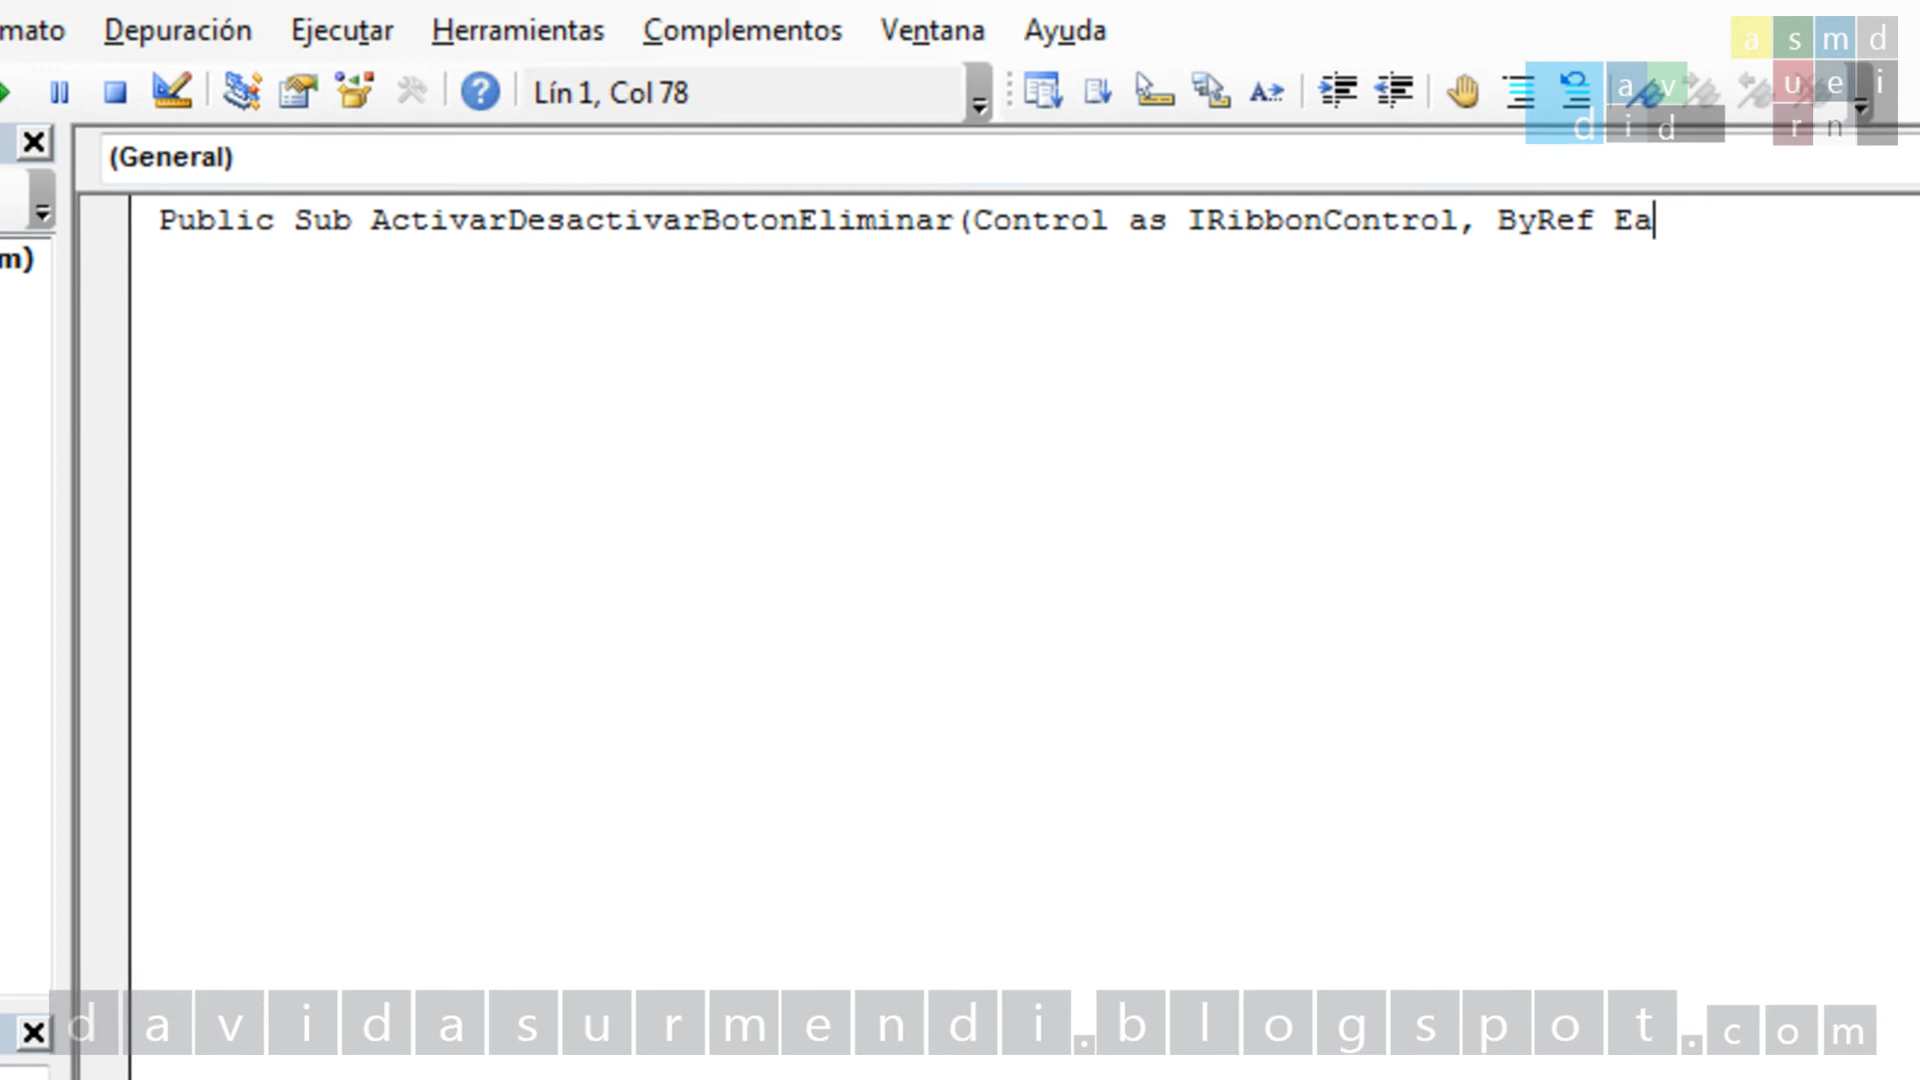 mato Depuración Ejecutar Herramientas Complementos Ventana Ayuda
Lín 1, Col 78
(General)
Public Sub ActivarDesactivarBotonEliminar(Control as IRibbonControl, ByRef Ea
m)
a s m d
a v u e i
d i d r n
davidasurmendi.blogspot.com